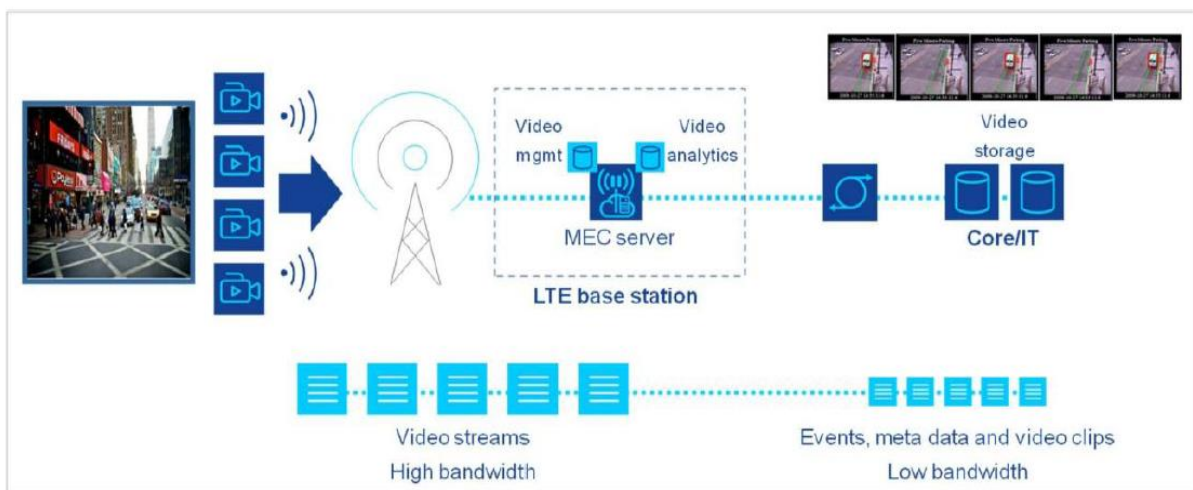 Video
mgmt
Video
analytics
MEC server
LTE base station
Video
storage
Core/IT
Video streams
High bandwidth
Events, meta data and video clips
Low bandwidth